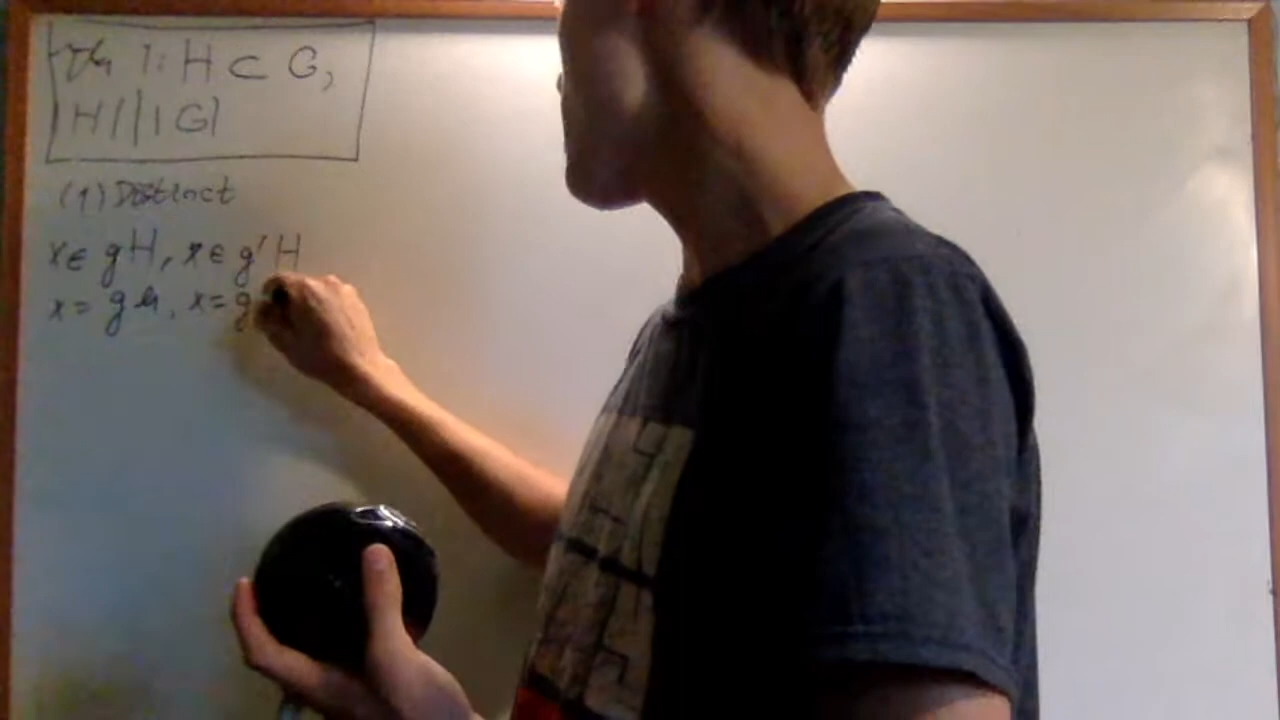 Th 1: H ⊂ G,
|H| | |G|
(1) Distinct
x ∈ gH, x ∈ g'H
x = gh, x = g